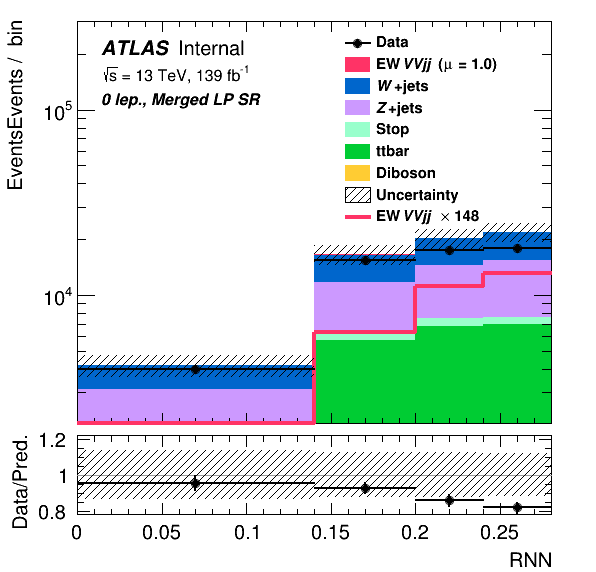 ATLAS Internal
√s = 13 TeV, 139 fb⁻¹
0 lep., Merged LP SR
Data
EW VVjj (μ = 1.0)
W+jets
Z+jets
Stop
ttbar
Diboson
Uncertainty
EW VVjj × 148
EventsEvents / bin
10⁵
10⁴
Data/Pred.
1.2
1
0.8
0 0.05 0.1 0.15 0.2 0.25
RNN